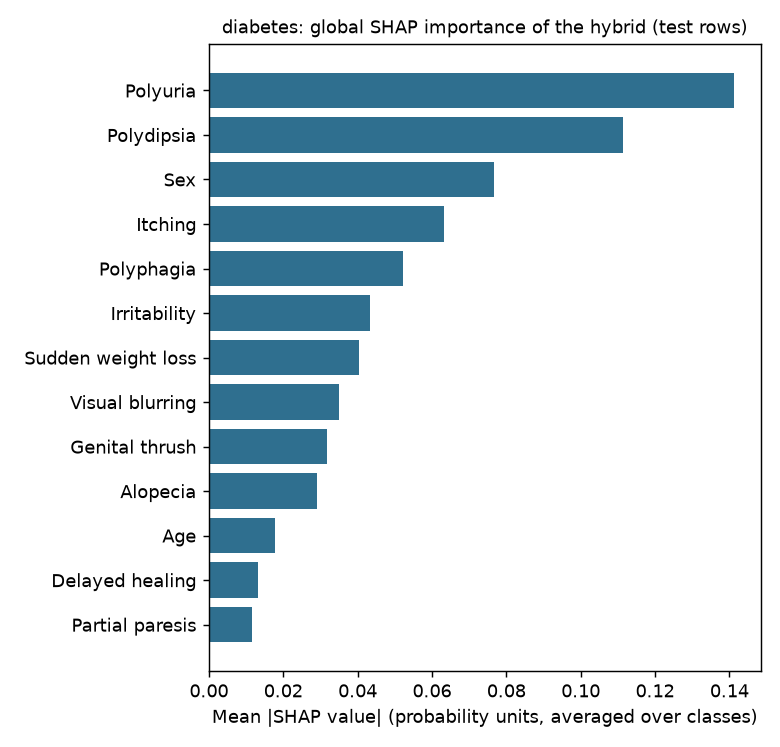 diabetes: global SHAP importance of the hybrid (test rows)
Polyuria
Polydipsia
Sex
Itching
Polyphagia
Irritability
Sudden weight loss
Visual blurring
Genital thrush
Alopecia
Age
Delayed healing
Partial paresis
0.00 0.02 0.04 0.06 0.08 0.10 0.12 0.14
Mean |SHAP value| (probability units, averaged over classes)